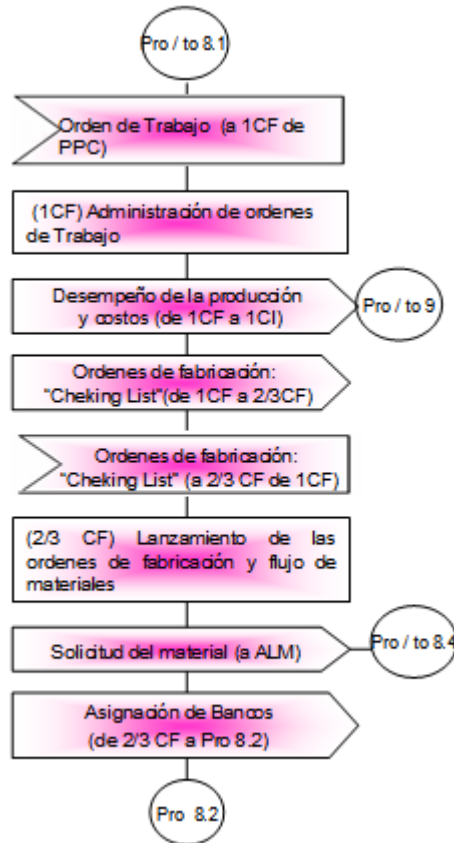 Pro / to 8.1
Orden de Trabajo (a 1CF de
PPC)
(1CF) Administración de ordenes
de Trabajo
Desempeño de la producción
y costos (de 1CF a 1CI)
Pro / to 9
Ordenes de fabricación:
"Cheking List"(de 1CF a 2/3CF)
Ordenes de fabricación:
"Cheking List" (a 2/3 CF de 1CF)
(2/3 CF) Lanzamiento de las
ordenes de fabricación y flujo de
materiales
Solicitud del material (a ALM)
Pro / to 8.4
Asignación de Bancos
(de 2/3 CF a Pro 8.2)
Pro 8.2